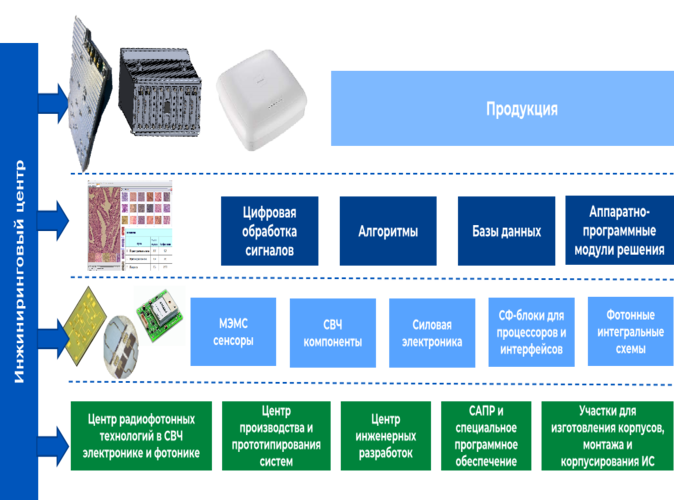 Инжиниринговый центр
Продукция
Цифровая
обработка
сигналов
Алгоритмы
Базы данных
Аппаратно-
программные
модули решения
МЭМС
сенсоры
СВЧ
компоненты
Силовая
электроника
СФ-блоки для
процессоров и
интерфейсов
Фотонные
интегральные
схемы
Центр радиофотонных
технологий в СВЧ
электронике и фотонике
Центр
производства и
прототипирования
систем
Центр
инженерных
разработок
САПР и
специальное
программное
обеспечение
Участки для
изготовления корпусов,
монтажа и
корпусирования ИС